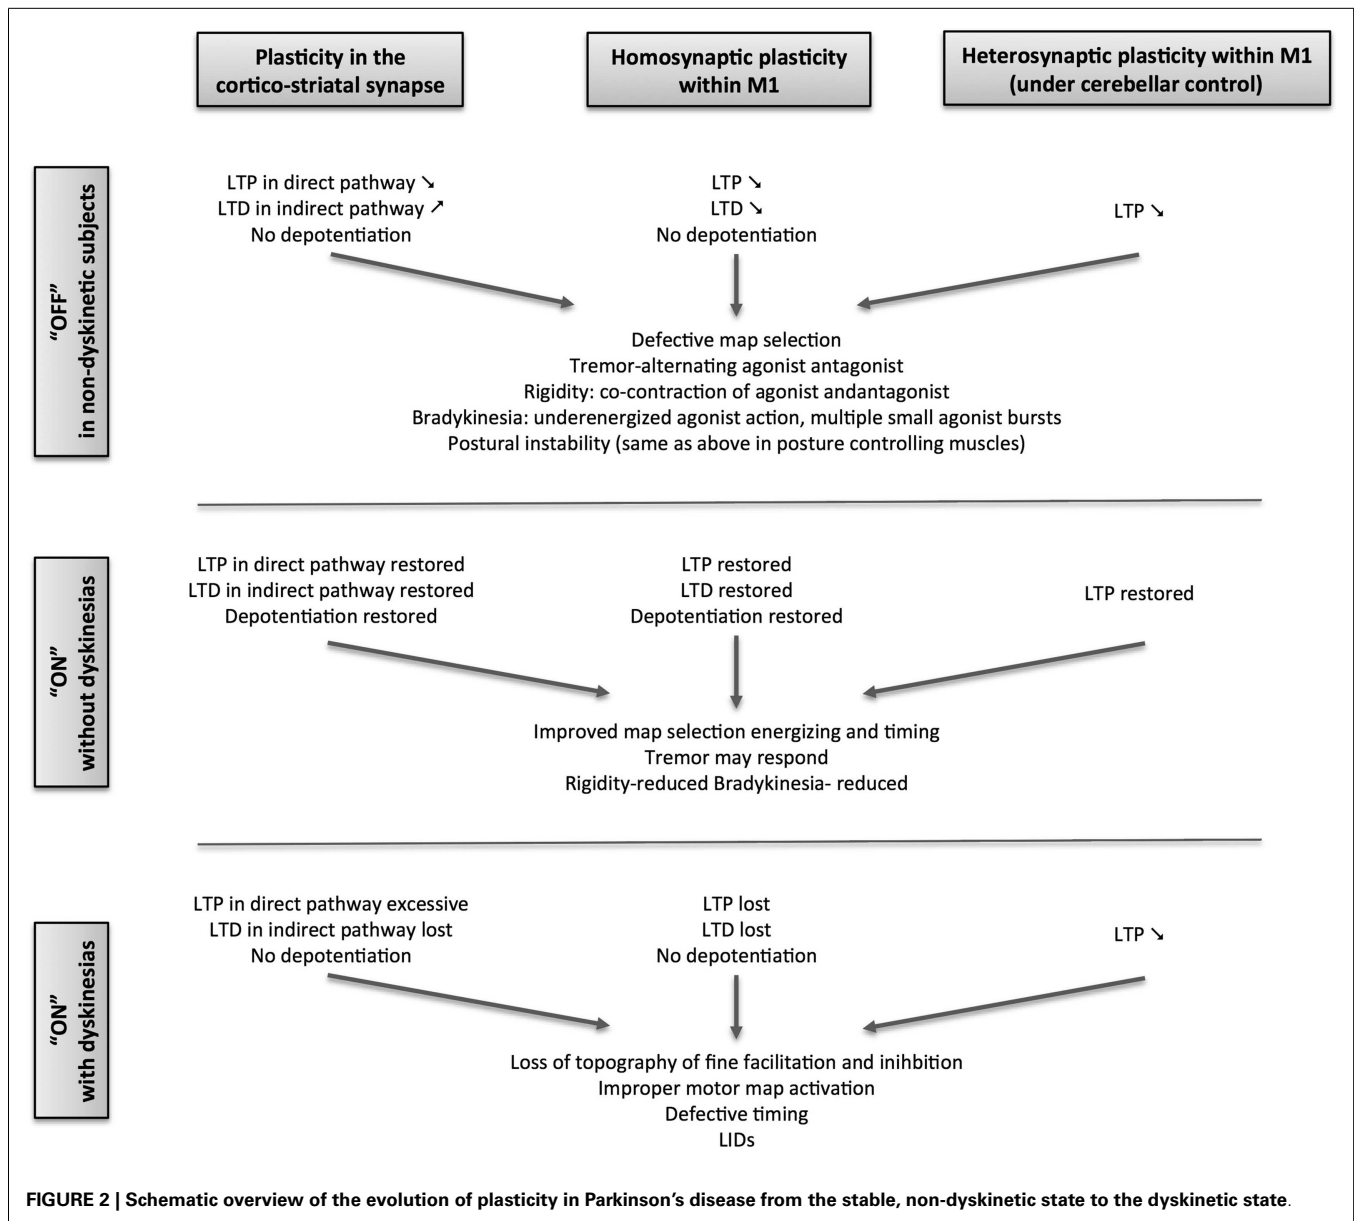 Plasticity in the
cortico-striatal synapse
Homosynaptic plasticity
within M1
Heterosynaptic plasticity within M1
(under cerebellar control)
“OFF”
in non-dyskinetic subjects
LTP in direct pathway ↘
LTD in indirect pathway ↗
No depotentiation
LTP ↘
LTD ↘
No depotentiation
LTP ↘
Defective map selection
Tremor-alternating agonist antagonist
Rigidity: co-contraction of agonist andantagonist
Bradykinesia: underenergized agonist action, multiple small agonist bursts
Postural instability (same as above in posture controlling muscles)
“ON”
without dyskinesias
LTP in direct pathway restored
LTD in indirect pathway restored
Depotentiation restored
LTP restored
LTD restored
Depotentiation restored
LTP restored
Improved map selection energizing and timing
Tremor may respond
Rigidity-reduced Bradykinesia- reduced
“ON”
with dyskinesias
LTP in direct pathway excessive
LTD in indirect pathway lost
No depotentiation
LTP lost
LTD lost
No depotentiation
LTP ↘
Loss of topography of fine facilitation and inihbition
Improper motor map activation
Defective timing
LIDs
FIGURE 2 | Schematic overview of the evolution of plasticity in Parkinson’s disease from the stable, non-dyskinetic state to the dyskinetic state.